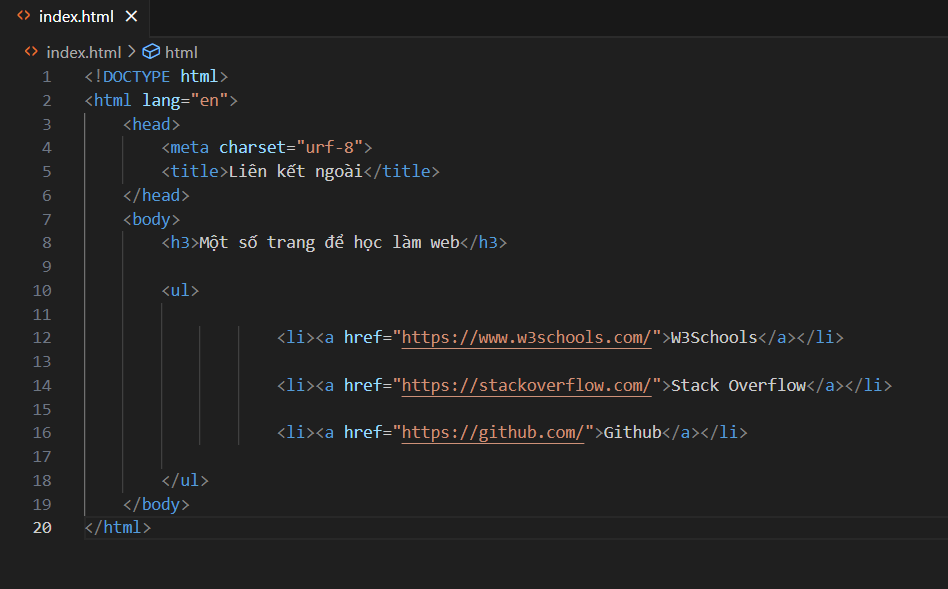 index.html
index.html > html
1 <!DOCTYPE html>
2 <html lang="en">
3 <head>
4 <meta charset="urf-8">
5 <title>Liên kết ngoài</title>
6 </head>
7 <body>
8 <h3>Một số trang để học làm web</h3>
9
10 <ul>
11
12 <li><a href="https://www.w3schools.com/">W3Schools</a></li>
13
14 <li><a href="https://stackoverflow.com/">Stack Overflow</a></li>
15
16 <li><a href="https://github.com/">Github</a></li>
17
18 </ul>
19 </body>
20 </html>